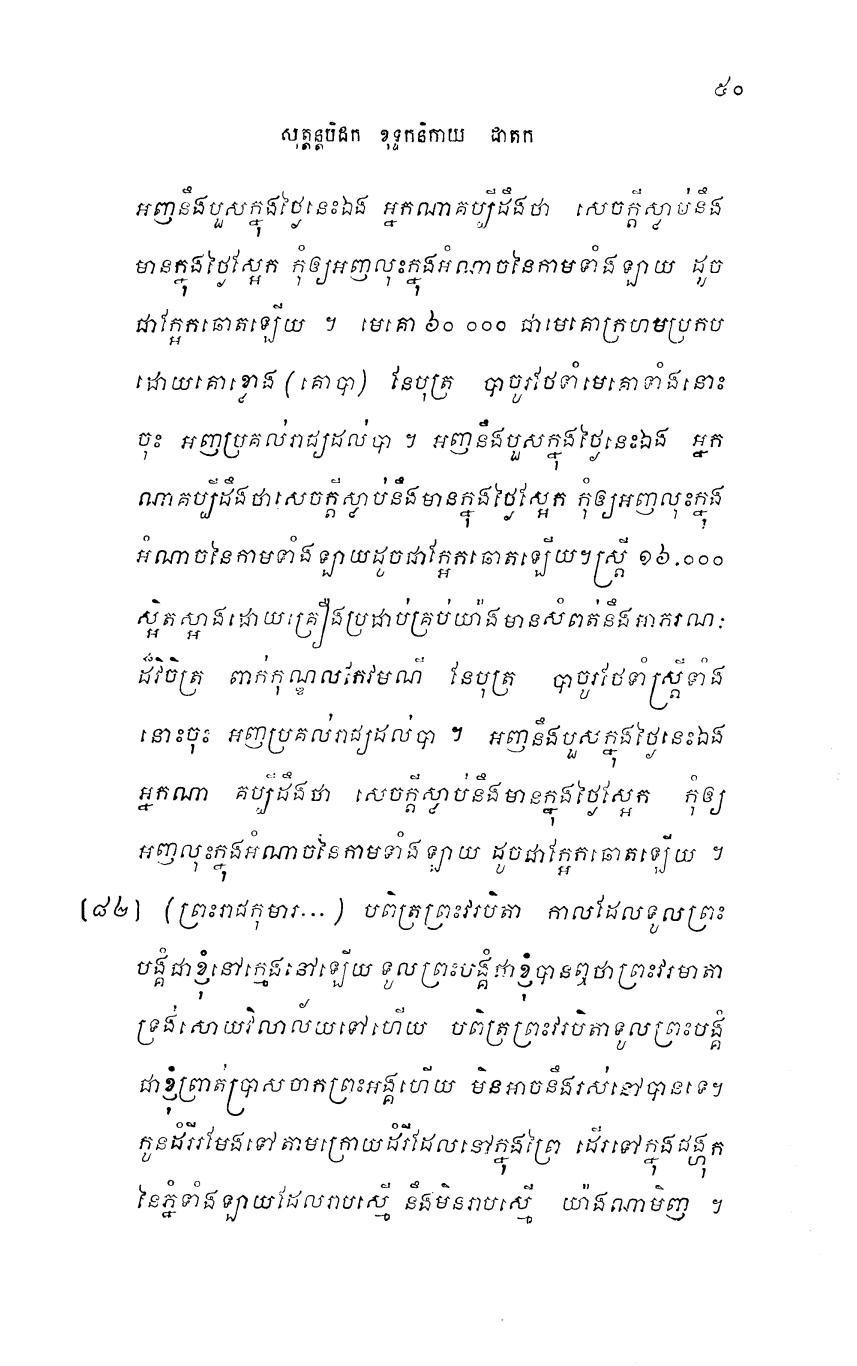 ៥០
សុត្តន្តបិដក ខុទ្ទកនិកាយ ជាតក
អញនឹងបួសក្នុងថ្ងៃនេះឯង អ្នកណាគប្បីដឹងថា សេចក្តីស្លាប់នឹង
មានក្នុងថ្ងៃស្អែក កុំឲ្យអញលុះក្នុងអំណាចនៃកាមទាំងឡាយ ដូច
ជាក្អែកធោតឡើយ ។ មេគោ ៦០ ០០០ ជាមេគោក្រហមប្រកប
ដោយគោឈ្មោល (គោបា) នែបុត្រ បាចូរថែទាំមេគោទាំងនោះ
ចុះ អញប្រគល់រាជ្យដល់បា ។ អញនឹងបួសក្នុងថ្ងៃនេះឯង អ្នក
ណាគប្បីដឹងថាសេចក្តីស្លាប់នឹងមានក្នុងថ្ងៃស្អែក កុំឲ្យអញលុះក្នុង
អំណាចនៃកាមទាំងឡាយដូចជាក្អែកធោតឡើយ។ស្រ្តី ១៦.០០០
ស្អិតស្អាងដោយគ្រឿងប្រដាប់គ្រប់យ៉ាងមានសំពត់នឹងអាភរណៈ
ដ៏វិចិត្រ ពាក់កុណ្ឌលកែវមណី នែបុត្រ បាចូរថែទាំស្រ្តីទាំង
នោះចុះ អញប្រគល់រាជ្យដល់បា ។ អញនឹងបួសក្នុងថ្ងៃនេះឯង
អ្នកណា គប្បីដឹងថា សេចក្តីស្លាប់នឹងមានក្នុងថ្ងៃស្អែក កុំឲ្យ
អញលុះក្នុងអំណាចនៃកាមទាំងឡាយ ដូចជាក្អែកធោតឡើយ ។
[៨២] (ព្រះរាជកុមារ...) បពិត្រព្រះវរបិតា កាលដែលទូលព្រះ
បង្គំជាខ្ញុំនៅក្មេងនៅឡើយ ទូលព្រះបង្គំជាខ្ញុំបានឮថាព្រះវរមាតា
ទ្រង់សោយវិលាល័យទៅហើយ បពិត្រព្រះវរបិតាទូលព្រះបង្គំ
ជាខ្ញុំព្រាត់ប្រាសចាកព្រះអង្គហើយ មិនអាចនឹងរស់នៅបានទេ។
កូនដំរីរមែងទៅតាមក្រោយដំរីដែលនៅក្នុងព្រៃ ដើរទៅក្នុងជង្ហុក
នៃភ្នំទាំងឡាយដែលរាបស្មើ នឹងមិនរាបស្មើ យ៉ាងណាមិញ ។